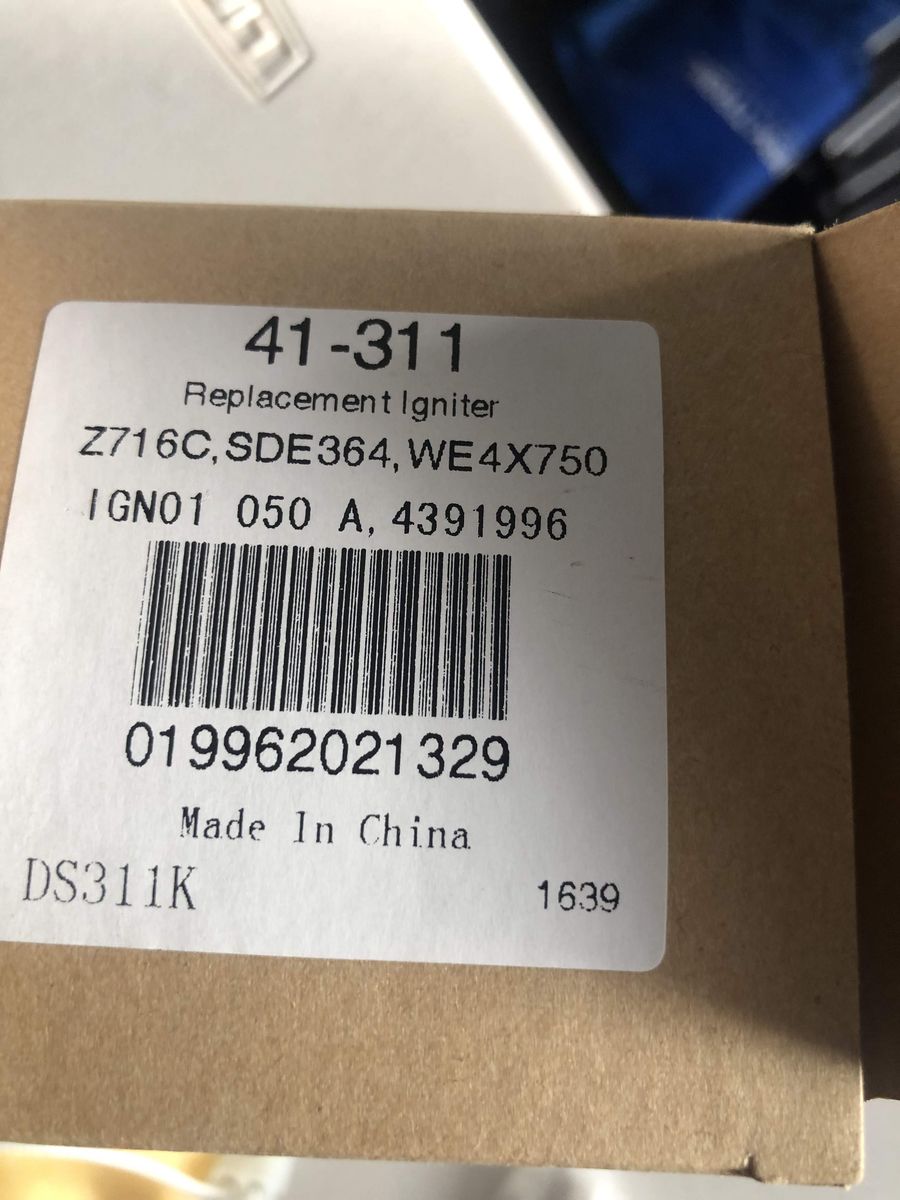 41-311
Replacement Igniter
Z716C, SDE364, WE4X750
IGN01 050 A, 4391996
019962021329
Made In China
DS311K
1639